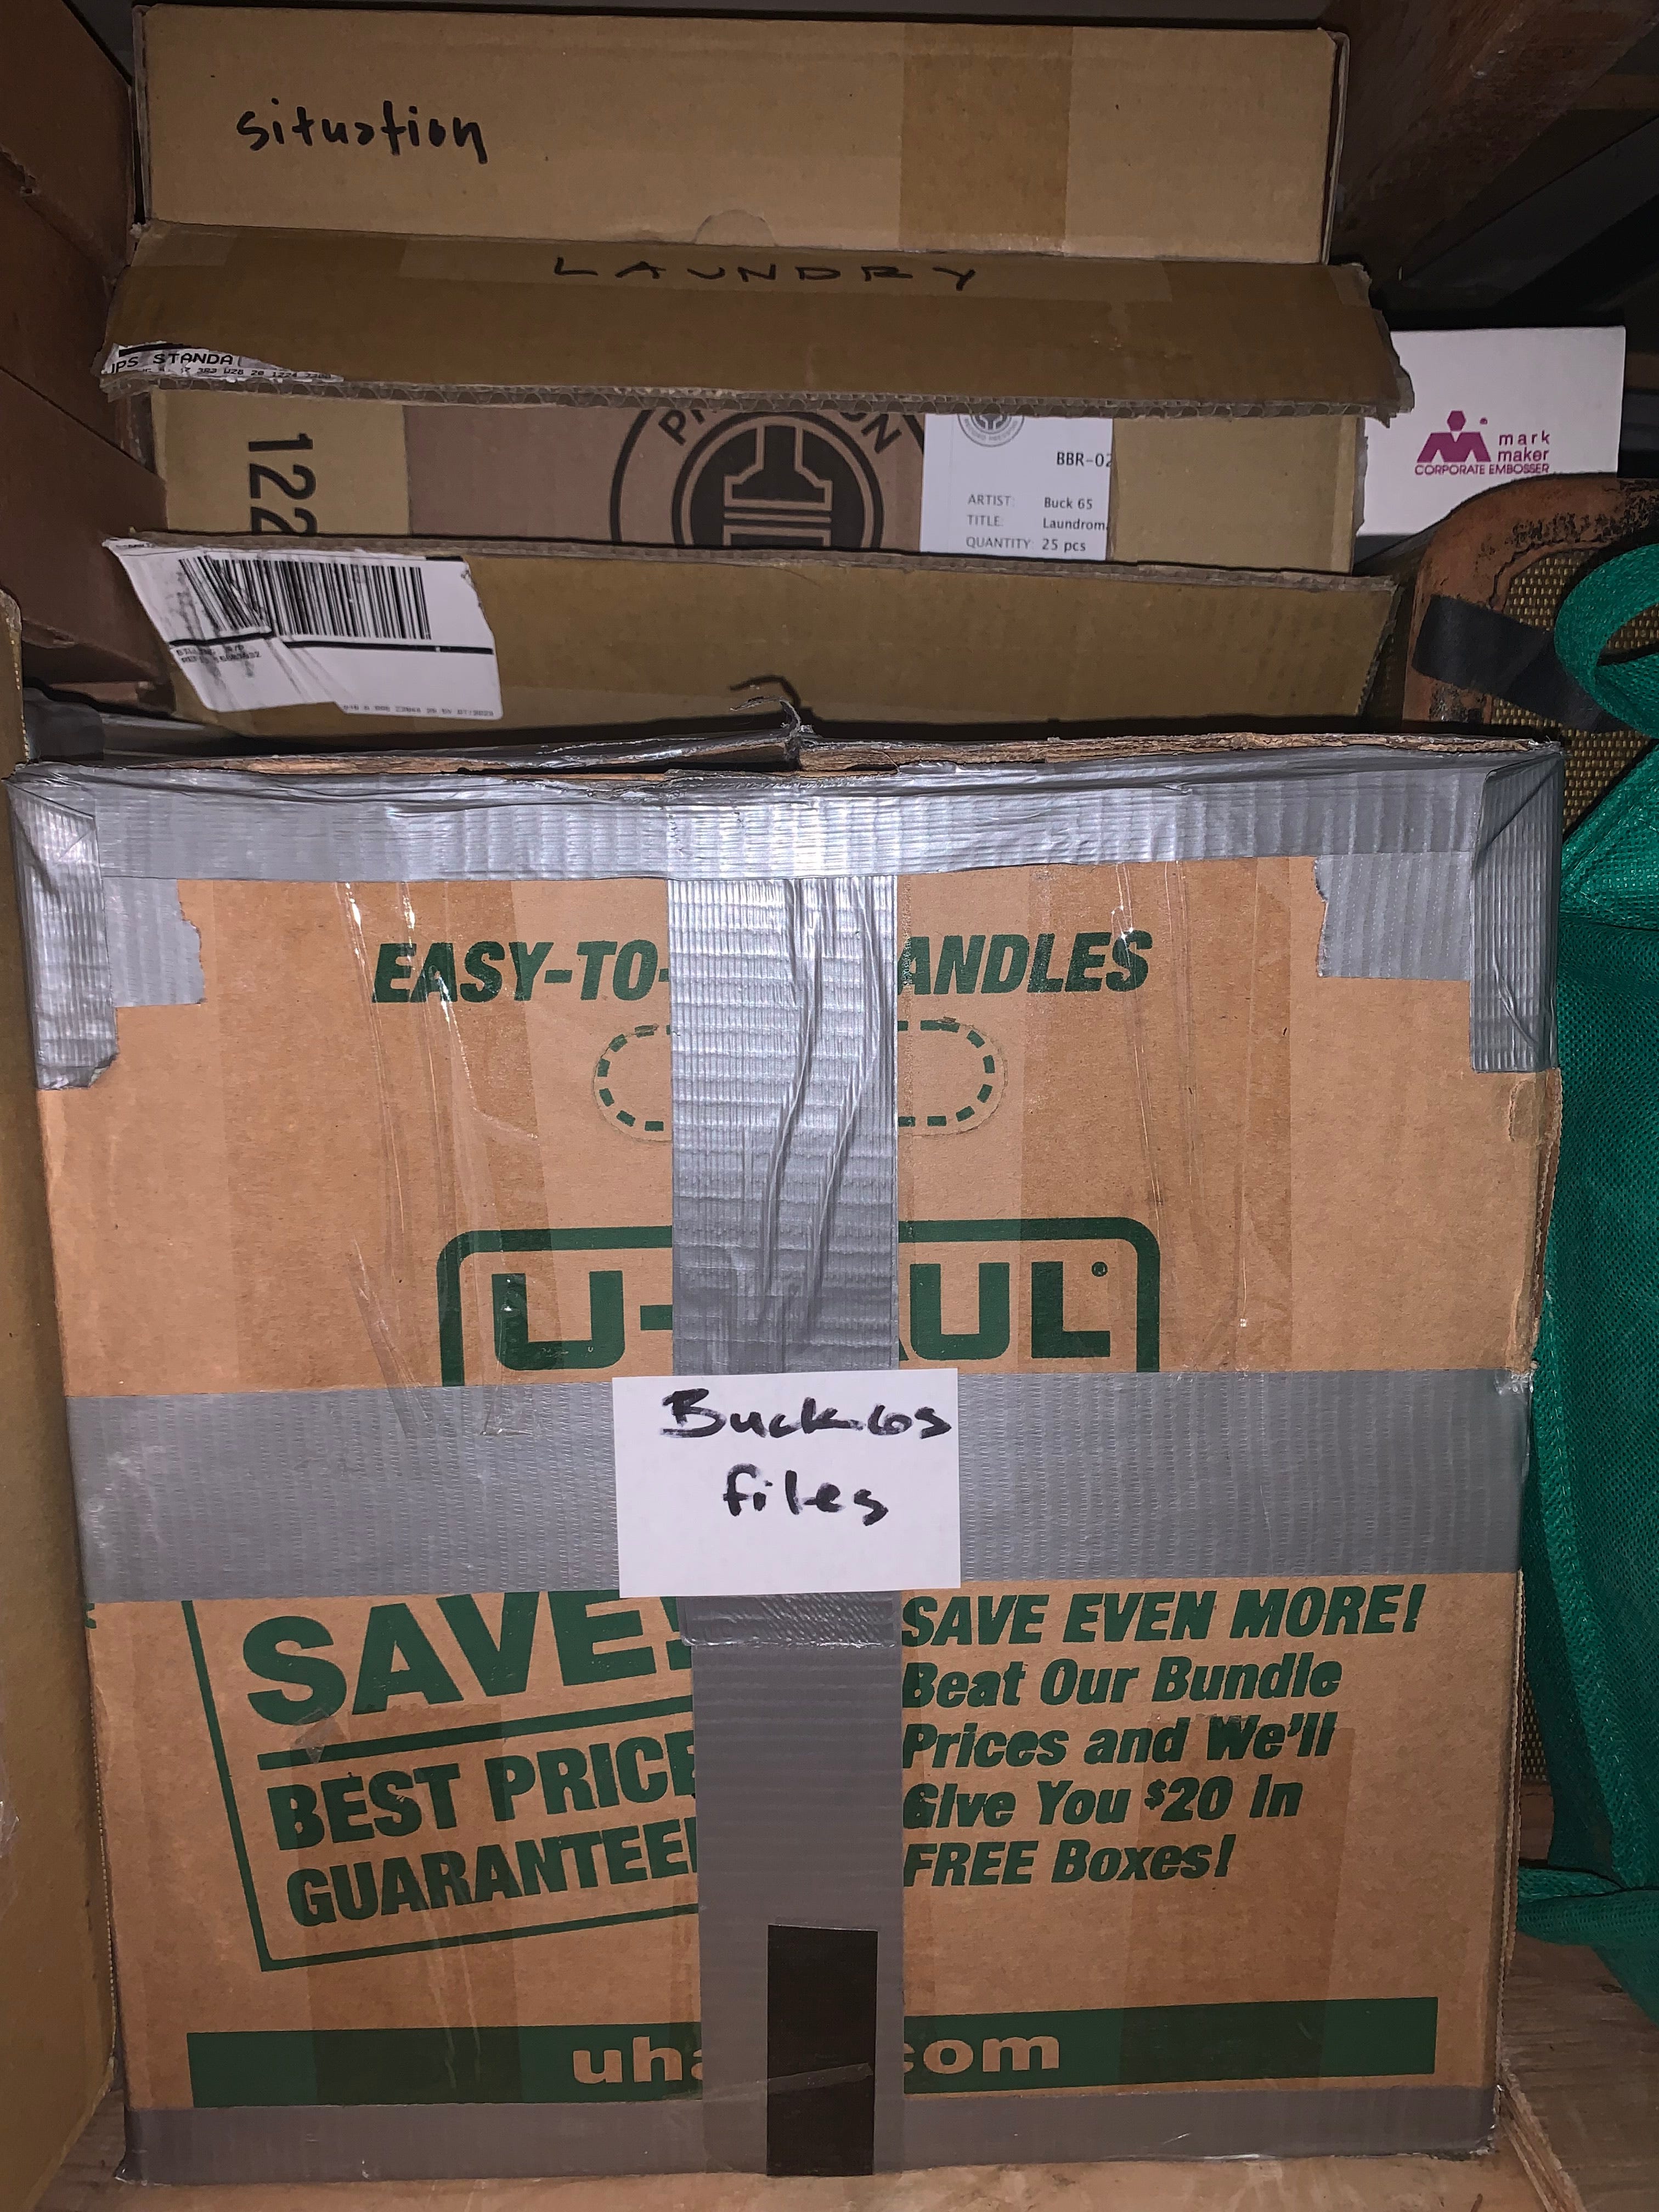 situation
LAUNDRY
UPS STANDA
mark
maker
CORPORATE EMBOSSER
122
BBR-02
ARTIST: Buck 65
TITLE: Laundrom
QUANTITY: 25 pcs
EASY-TO- ANDLES
U- AUL®
Buck 65
files
SAVE!
BEST PRICE
GUARANTEE
SAVE EVEN MORE!
Beat Our Bundle
Prices and We'll
Give You $20 In
FREE Boxes!
uha com